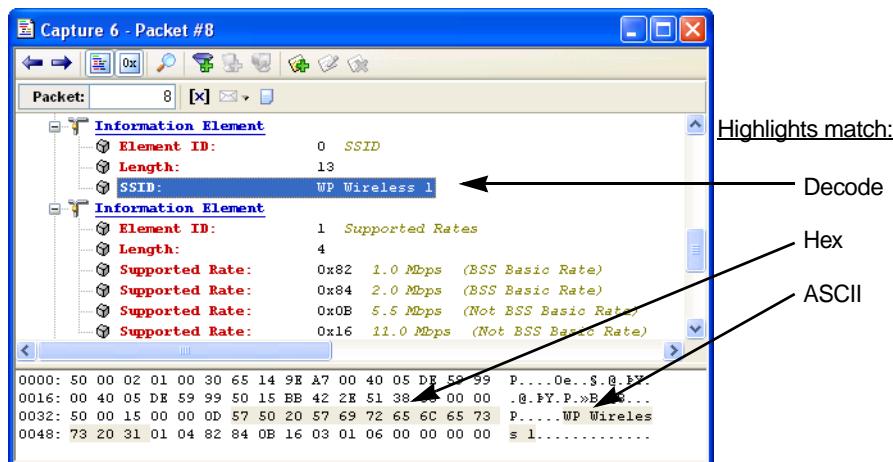 Capture 6 - Packet #8
0x
Packet: 8 [x]
Information Element
Element ID: 0 SSID
Length: 13
SSID: WP Wireless 1
Information Element
Element ID: 1 Supported Rates
Length: 4
Supported Rate: 0x82 1.0 Mbps (BSS Basic Rate)
Supported Rate: 0x84 2.0 Mbps (BSS Basic Rate)
Supported Rate: 0x0B 5.5 Mbps (Not BSS Basic Rate)
Supported Rate: 0x16 11.0 Mbps (Not BSS Basic Rate)
0000: 50 00 02 01 00 30 65 14 9E A7 00 40 05 DE 59 99 P....0e..§.@.ÞY.
0016: 00 40 05 DE 59 99 50 15 BB 42 2E 51 38 00 00 .@.ÞY.P.»B
0032: 50 00 15 00 00 0D 57 50 20 57 69 72 65 6C 65 73 P.....WP Wireles
0048: 73 20 31 01 04 82 84 0B 16 03 01 06 00 00 00 00 s 1.............
Highlights match:
Decode
Hex
ASCII